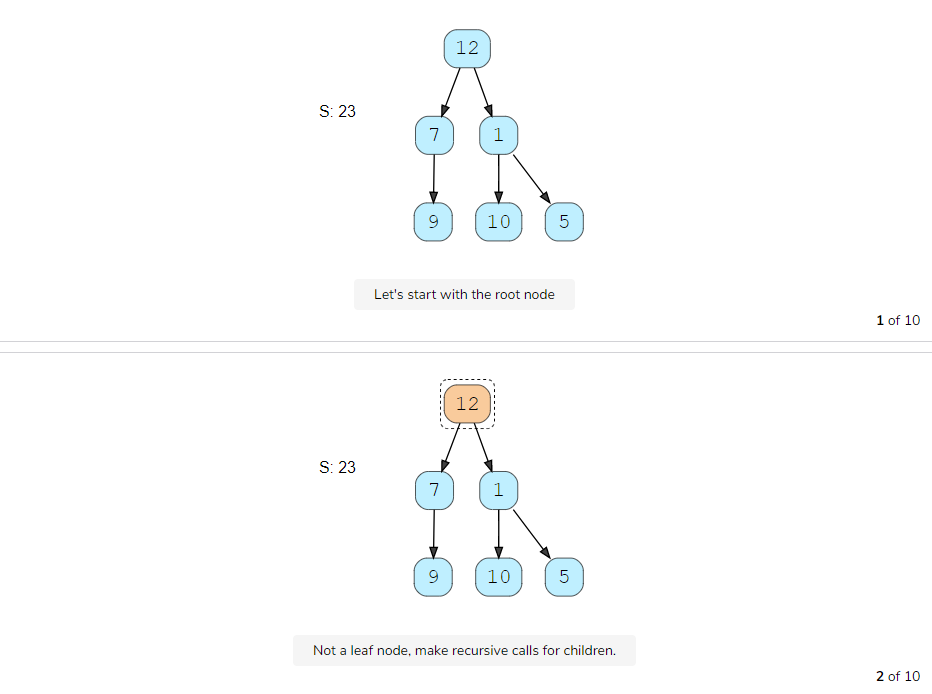 12
S: 23
7 1
9 10 5
Let's start with the root node
1 of 10
12
S: 23
7 1
9 10 5
Not a leaf node, make recursive calls for children.
2 of 10